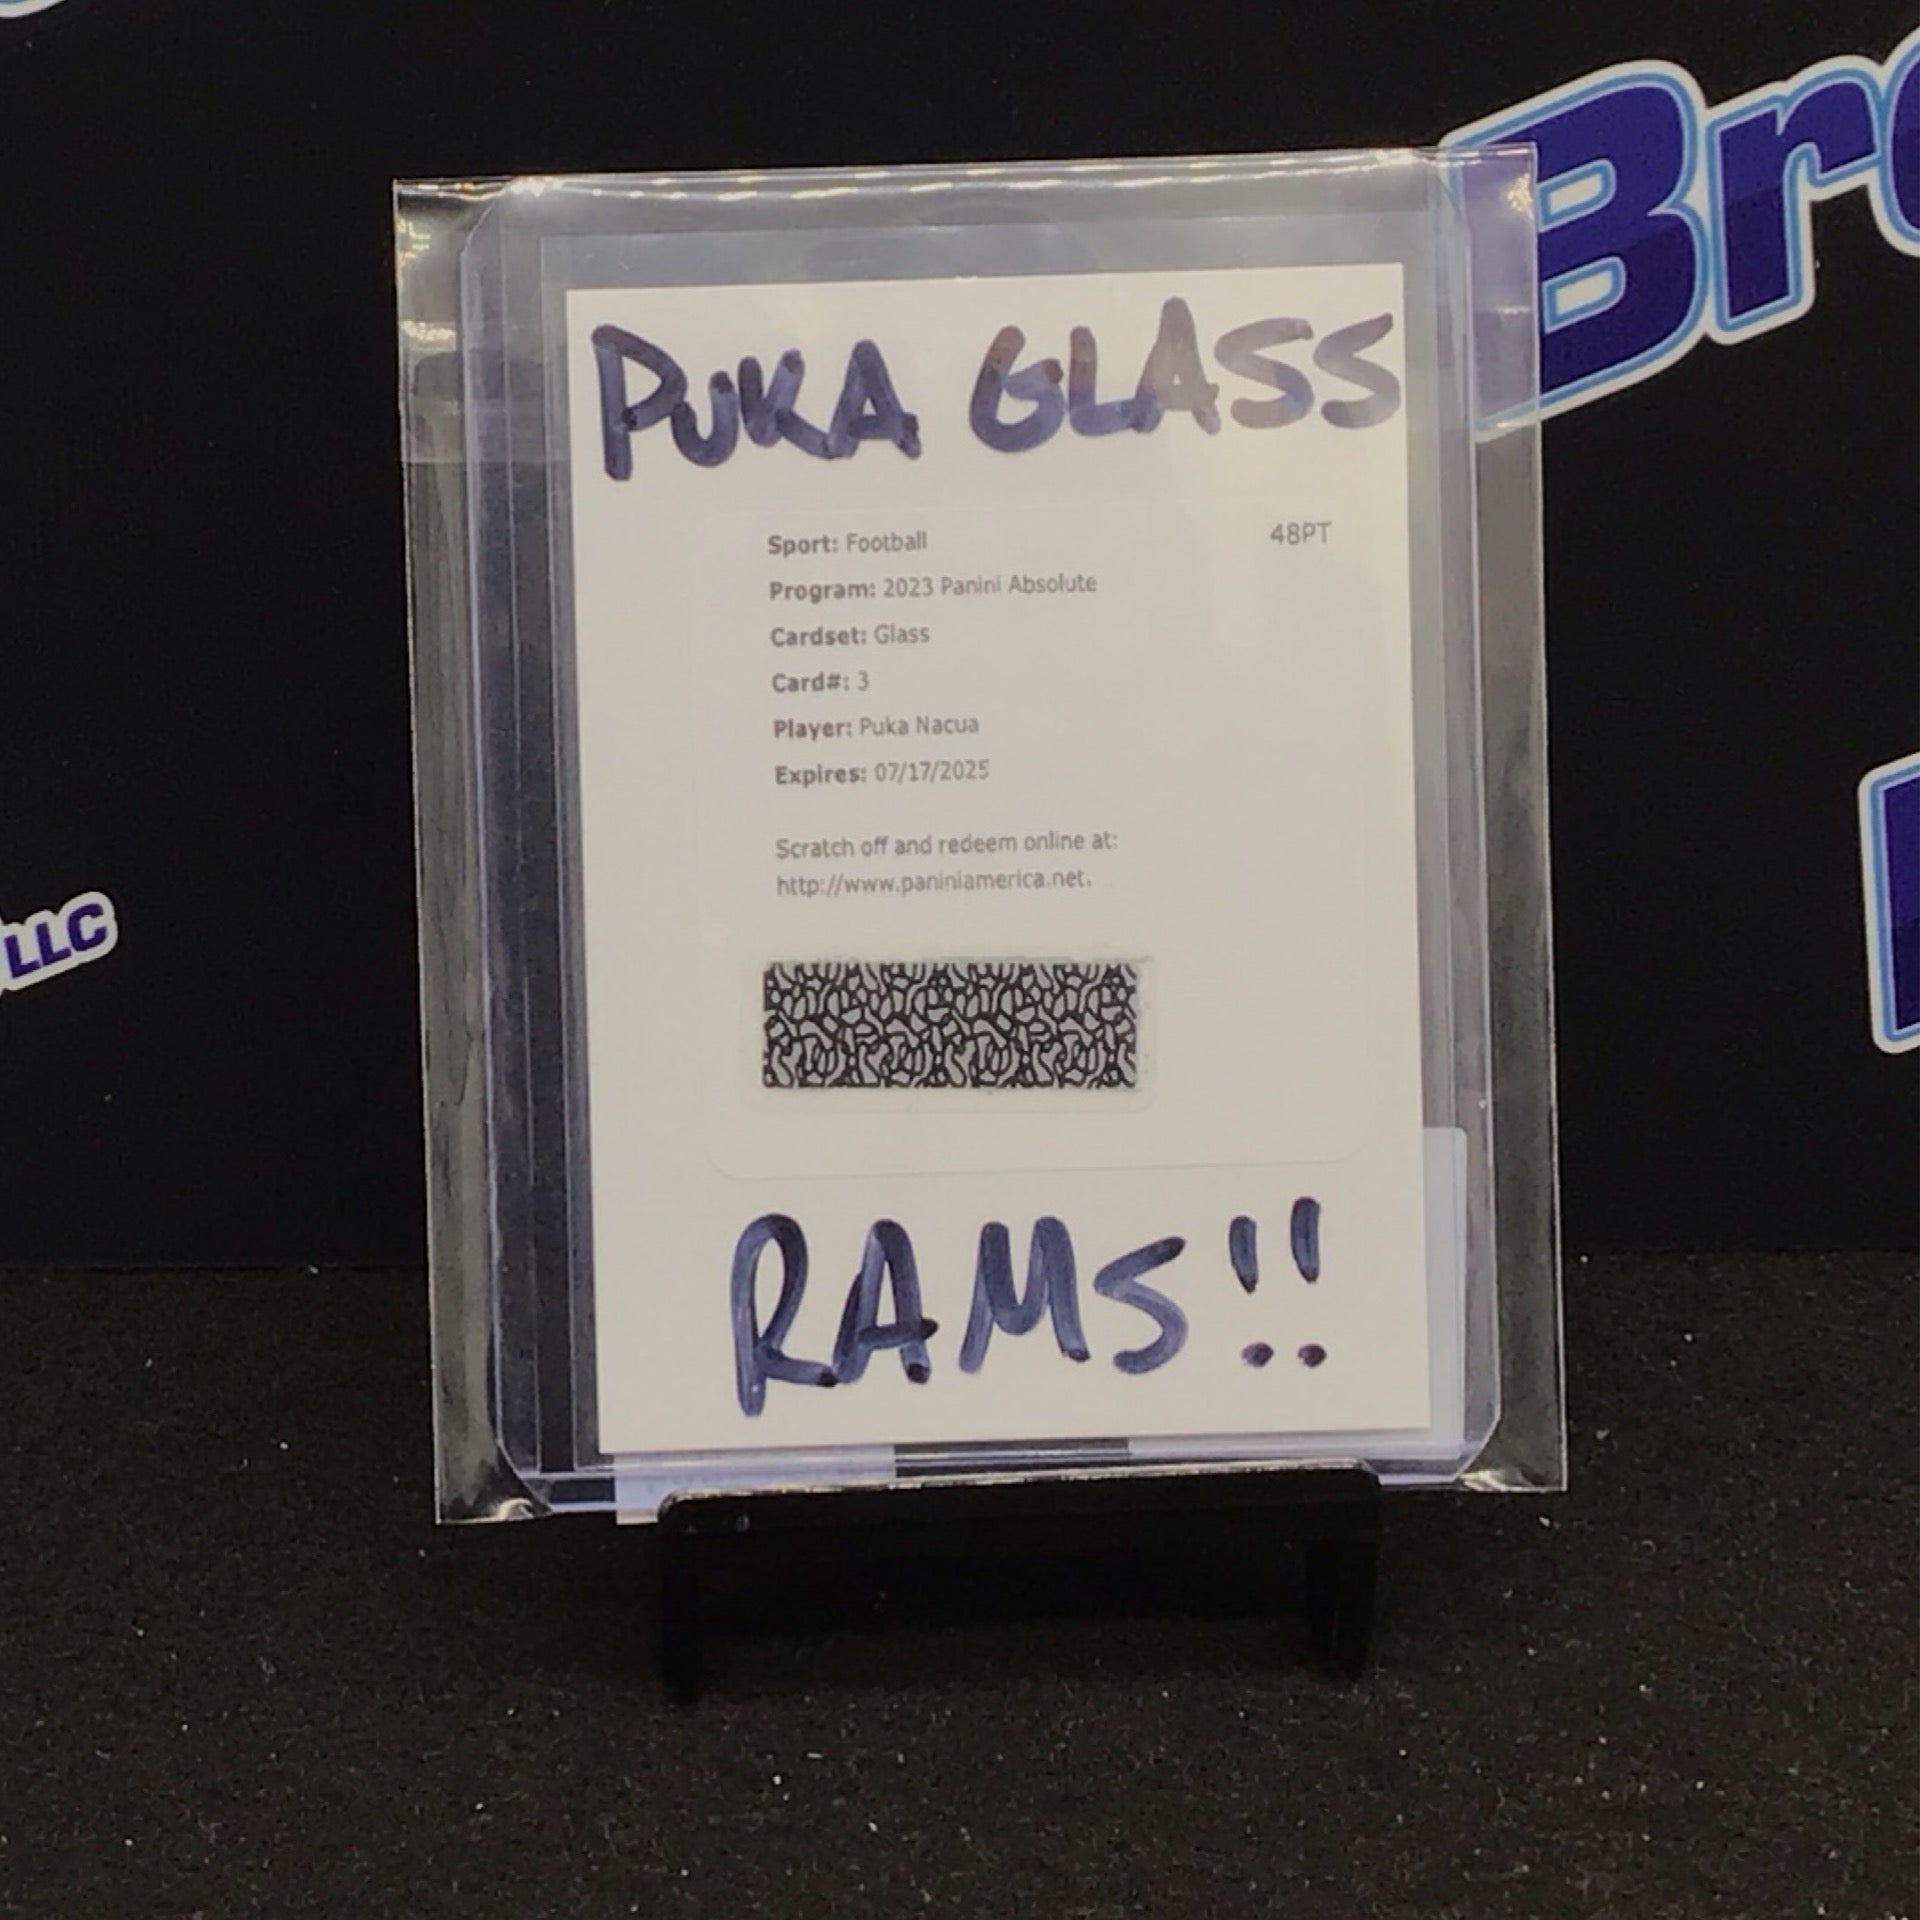 Bre
PUKA GLASS
Sport: Football
48PT
Program: 2023 Panini Absolute
Cardset: Glass
Card#: 3
Player: Puka Nacua
Expires: 07/17/2025
Scratch off and redeem online at:
http://www.paniniamerica.net.
LLC
RAMS!!